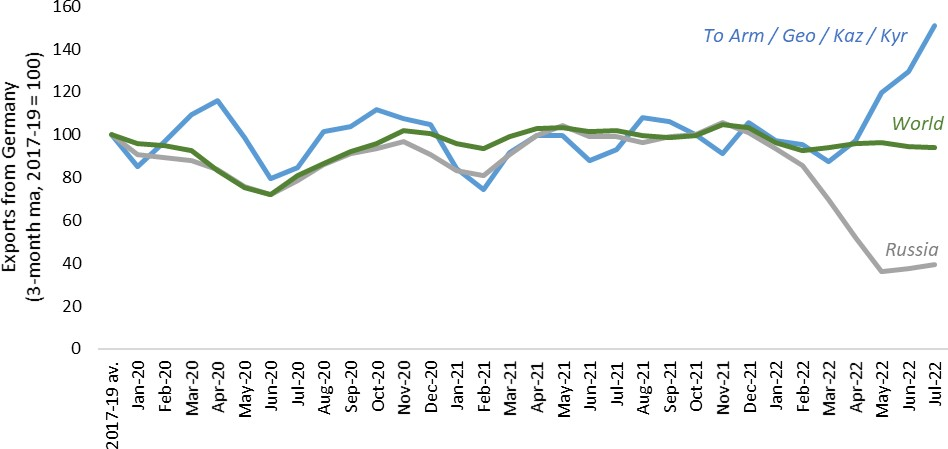 Exports from Germany
(3-month ma, 2017-19 = 100)
160
140
120
100
80
60
40
20
0
To Arm / Geo / Kaz / Kyr
World
Russia
2017-19 av.
Jan-20
Feb-20
Mar-20
Apr-20
May-20
Jun-20
Jul-20
Aug-20
Sep-20
Oct-20
Nov-20
Dec-20
Jan-21
Feb-21
Mar-21
Apr-21
May-21
Jun-21
Jul-21
Aug-21
Sep-21
Oct-21
Nov-21
Dec-21
Jan-22
Feb-22
Mar-22
Apr-22
May-22
Jun-22
Jul-22